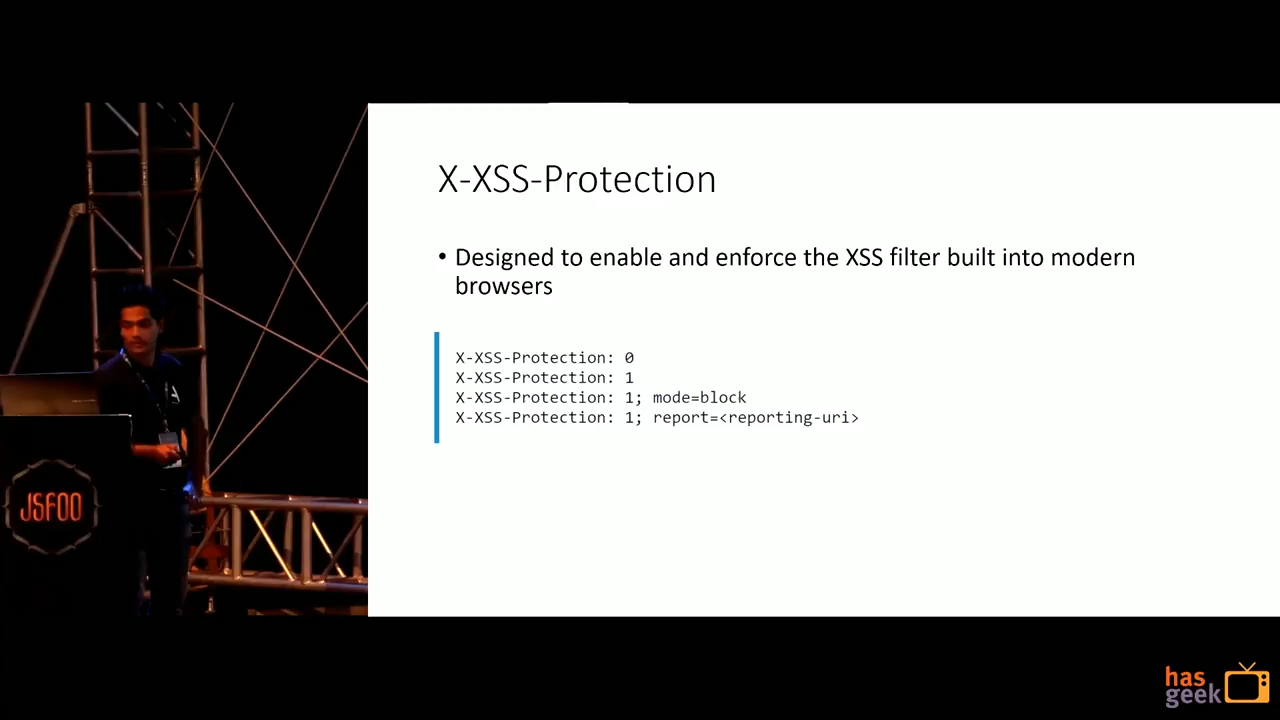 X-XSS-Protection
• Designed to enable and enforce the XSS filter built into modern
browsers
X-XSS-Protection: 0
X-XSS-Protection: 1
X-XSS-Protection: 1; mode=block
X-XSS-Protection: 1; report=<reporting-uri>
JSFOO
has
geek